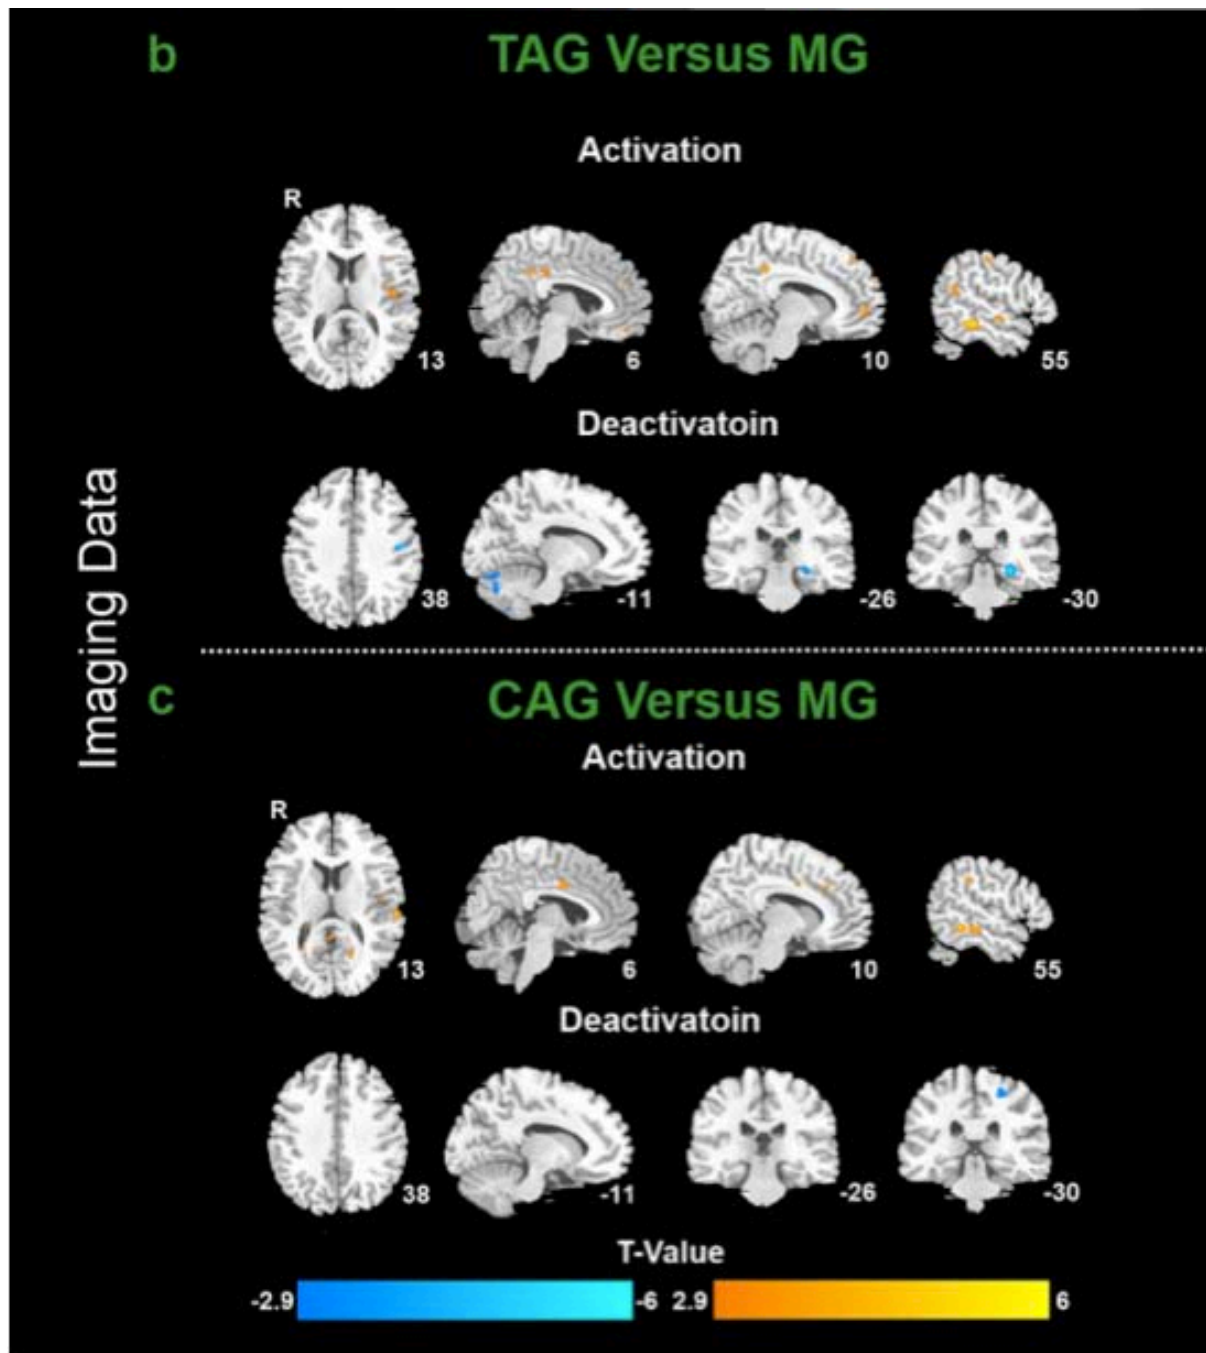 b TAG Versus MG
Activation
R
13 6 10 55
Deactivatoin
38 -11 -26 -30
Imaging Data
c CAG Versus MG
Activation
R
13 6 10 55
Deactivatoin
38 -11 -26 -30
T-Value
-2.9 -6 2.9 6